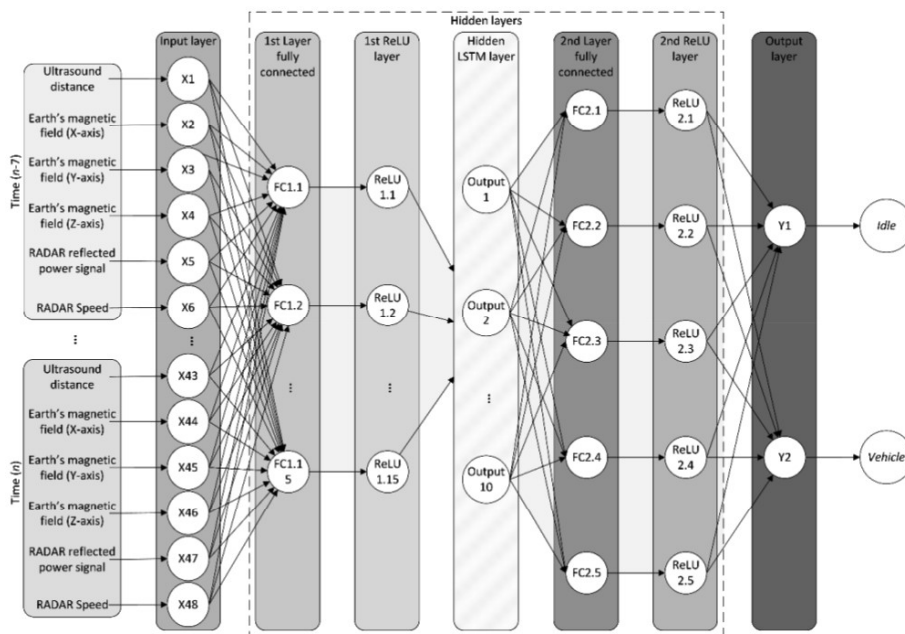 Hidden layers
Input layer
1st Layer
fully
connected
1st ReLU
layer
Hidden
LSTM layer
2nd Layer
fully
connected
2nd ReLU
layer
Output
layer
Time (n-7)
Ultrasound
distance
Earth's magnetic
field (X-axis)
Earth's magnetic
field (Y-axis)
Earth's magnetic
field (Z-axis)
RADAR reflected
power signal
RADAR Speed
...
Time (n)
Ultrasound
distance
Earth's magnetic
field (X-axis)
Earth's magnetic
field (Y-axis)
Earth's magnetic
field (Z-axis)
RADAR reflected
power signal
RADAR Speed
X1
X2
X3
X4
X5
X6
...
X43
X44
X45
X46
X47
X48
FC1.1
FC1.2
...
FC1.1
5
ReLU
1.1
ReLU
1.2
...
ReLU
1.15
Output
1
Output
2
...
Output
10
FC2.1
FC2.2
FC2.3
FC2.4
FC2.5
ReLU
2.1
ReLU
2.2
ReLU
2.3
ReLU
2.4
ReLU
2.5
Y1
Y2
Idle
Vehicle